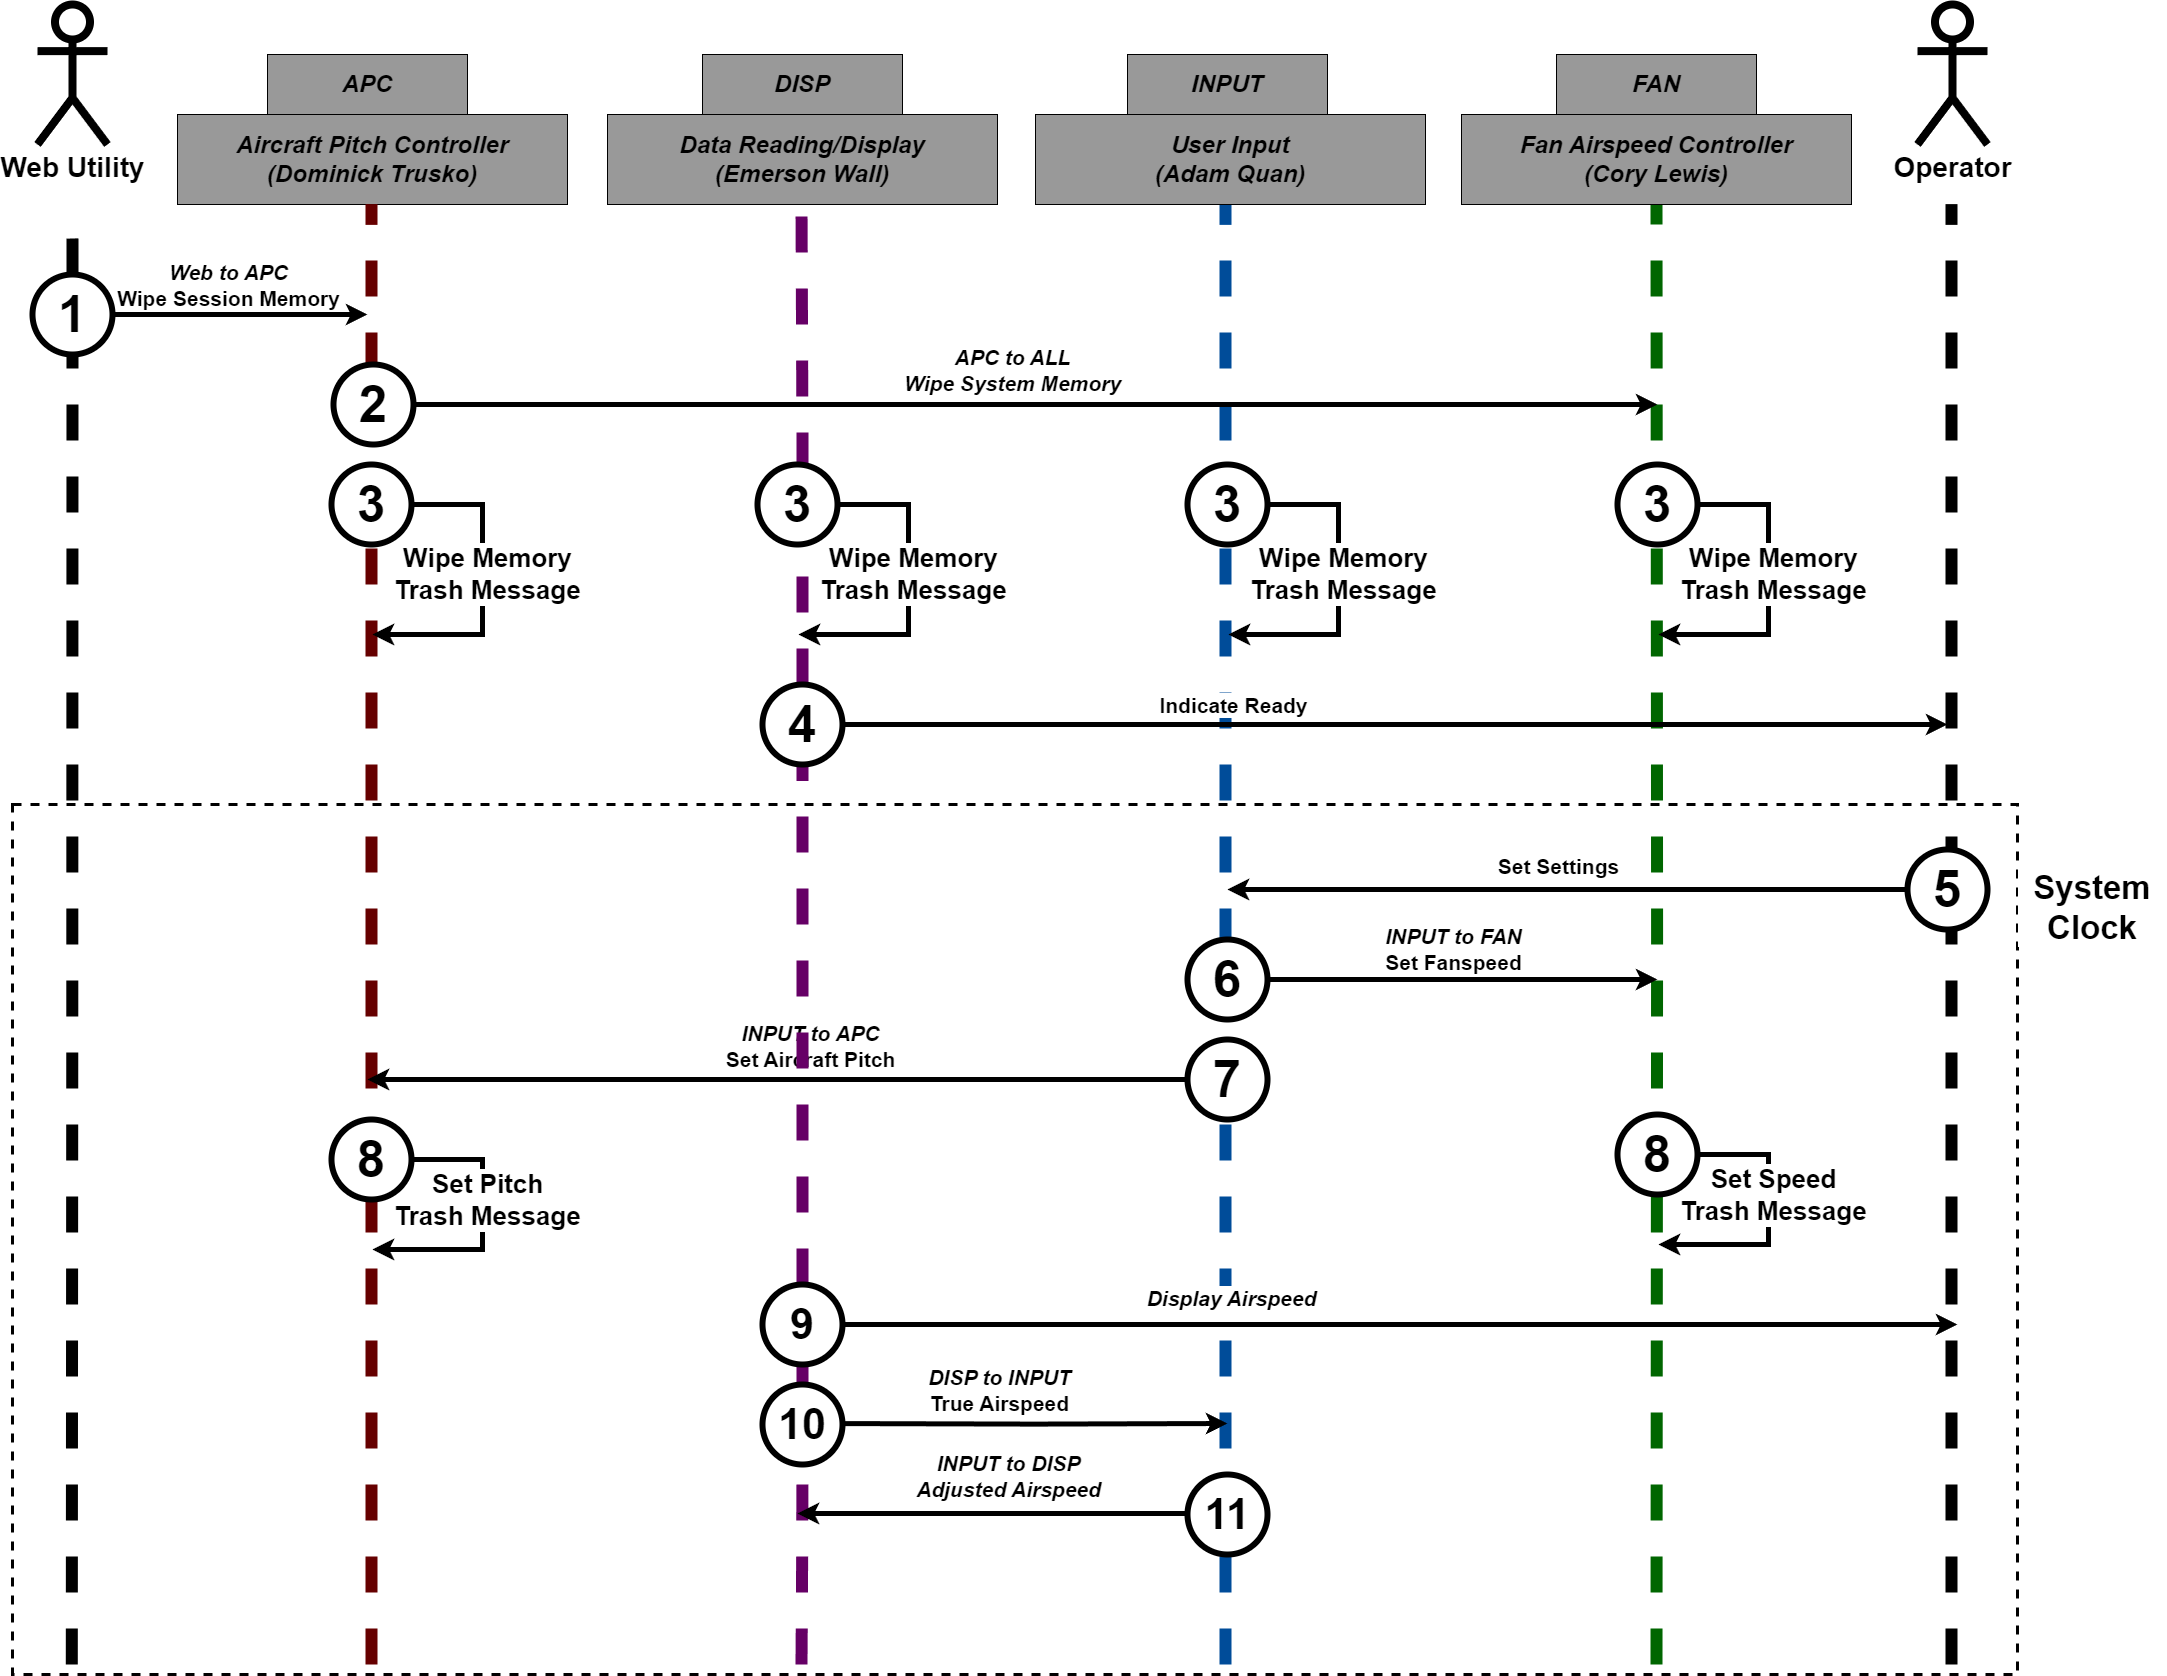 Web Utility
APC
Aircraft Pitch Controller
(Dominick Trusko)
DISP
Data Reading/Display
(Emerson Wall)
INPUT
User Input
(Adam Quan)
FAN
Fan Airspeed Controller
(Cory Lewis)
Operator
1
Web to APC
Wipe Session Memory
2
APC to ALL
Wipe System Memory
3
Wipe Memory
Trash Message
3
Wipe Memory
Trash Message
3
Wipe Memory
Trash Message
3
Wipe Memory
Trash Message
4
Indicate Ready
5
Set Settings
System
Clock
6
INPUT to FAN
Set Fanspeed
7
INPUT to APC
Set Aircraft Pitch
8
Set Pitch
Trash Message
8
Set Speed
Trash Message
9
Display Airspeed
10
DISP to INPUT
True Airspeed
11
INPUT to DISP
Adjusted Airspeed